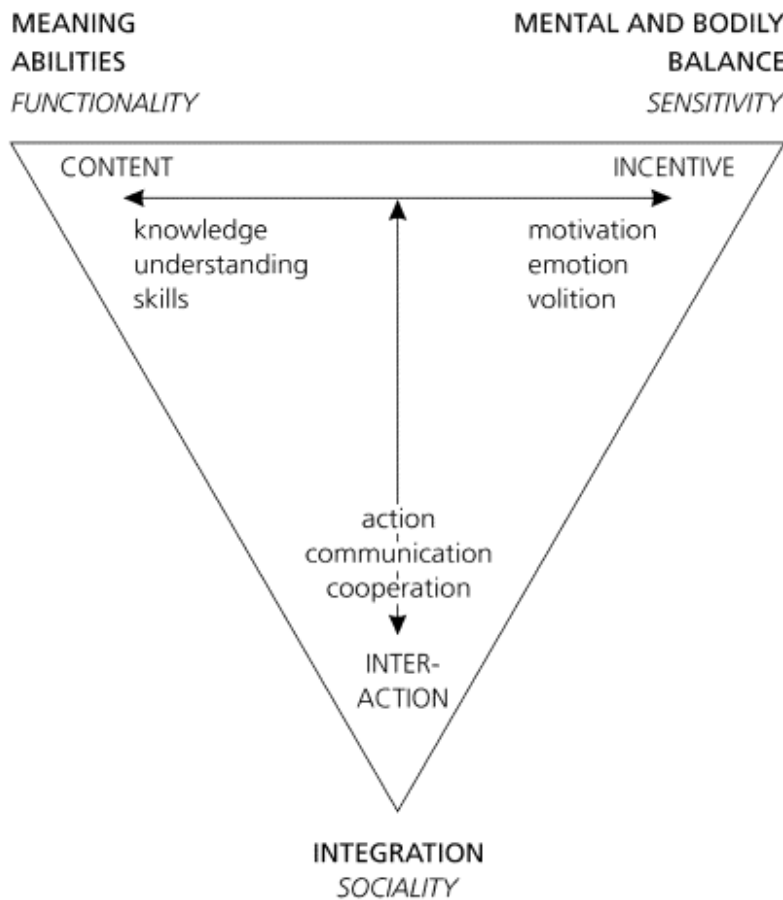 MEANING
ABILITIES
FUNCTIONALITY
MENTAL AND BODILY
BALANCE
SENSITIVITY
CONTENT
INCENTIVE
knowledge
understanding
skills
motivation
emotion
volition
action
communication
cooperation
INTER-
ACTION
INTEGRATION
SOCIALITY